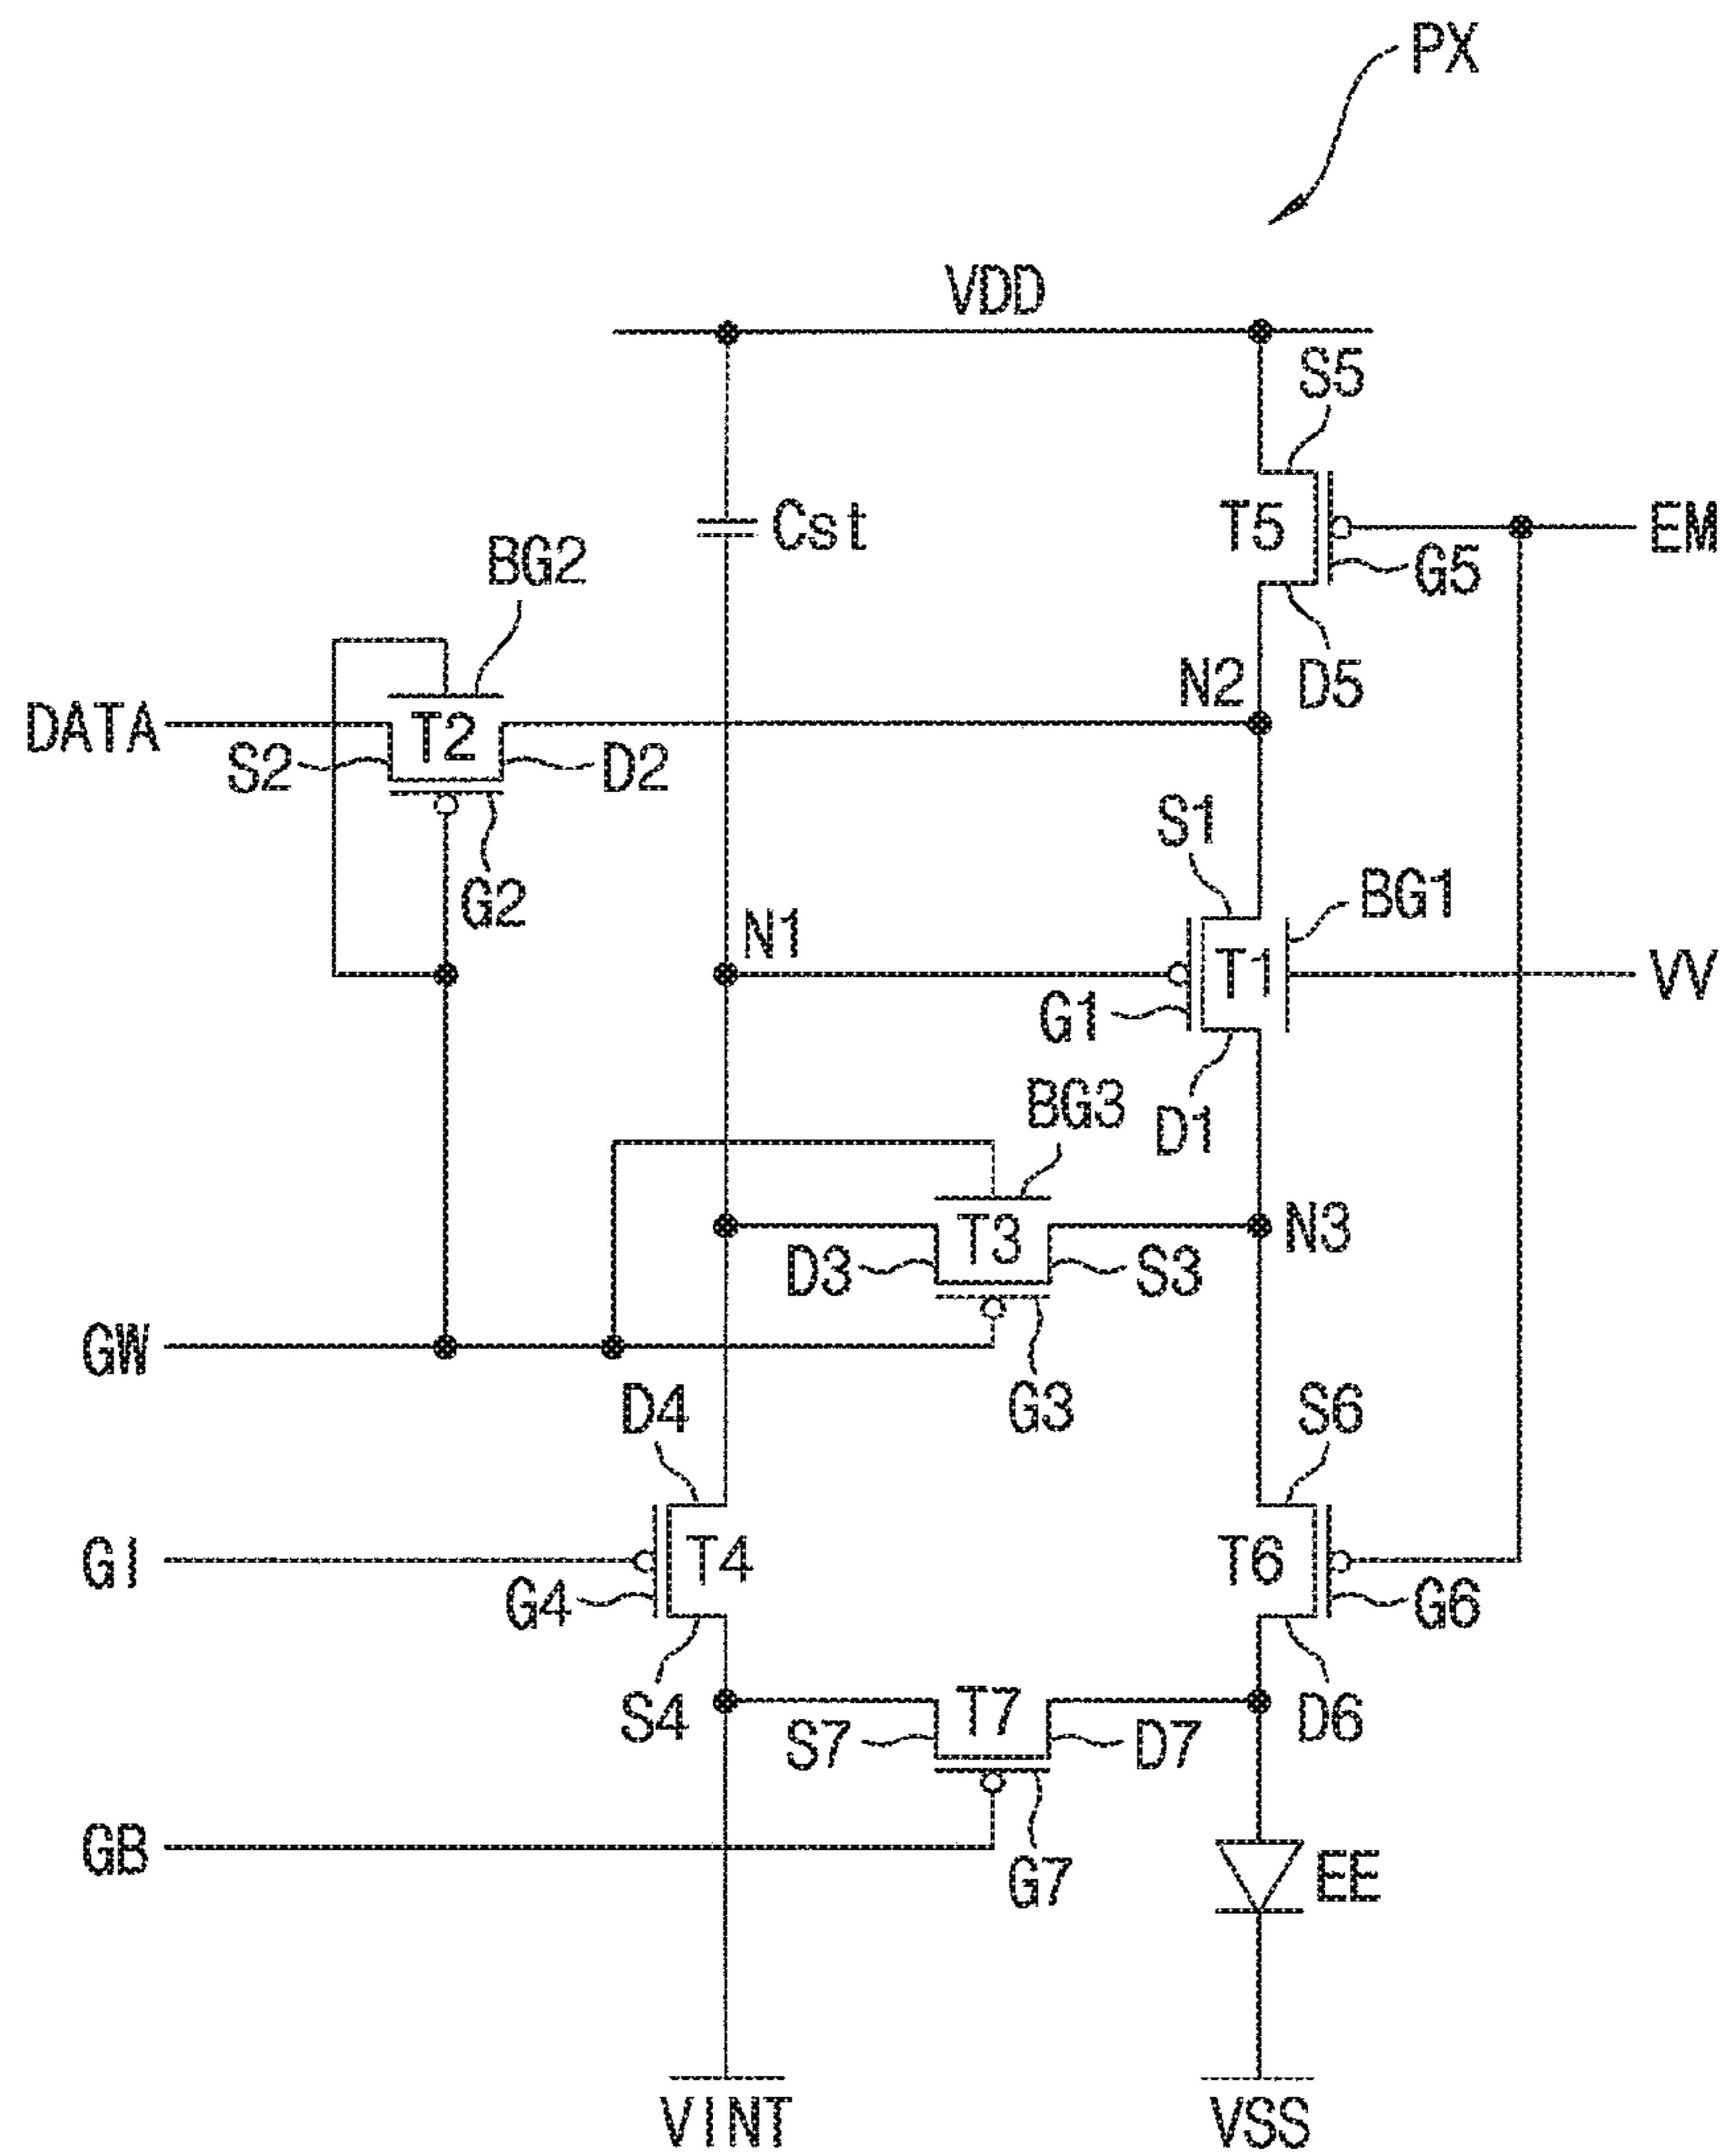 PX
VDD
S5
Cst
T5
EM
G5
BG2
N2
D5
DATA
T2
S2
D2
S1
G2
BG1
N1
T1
VV
G1
BG3
D1
T3
N3
D3
S3
GW
D4
G3
S6
GI
T4
T6
G4
G6
S4
T7
D6
S7
D7
GB
G7
EE
VINT
VSS